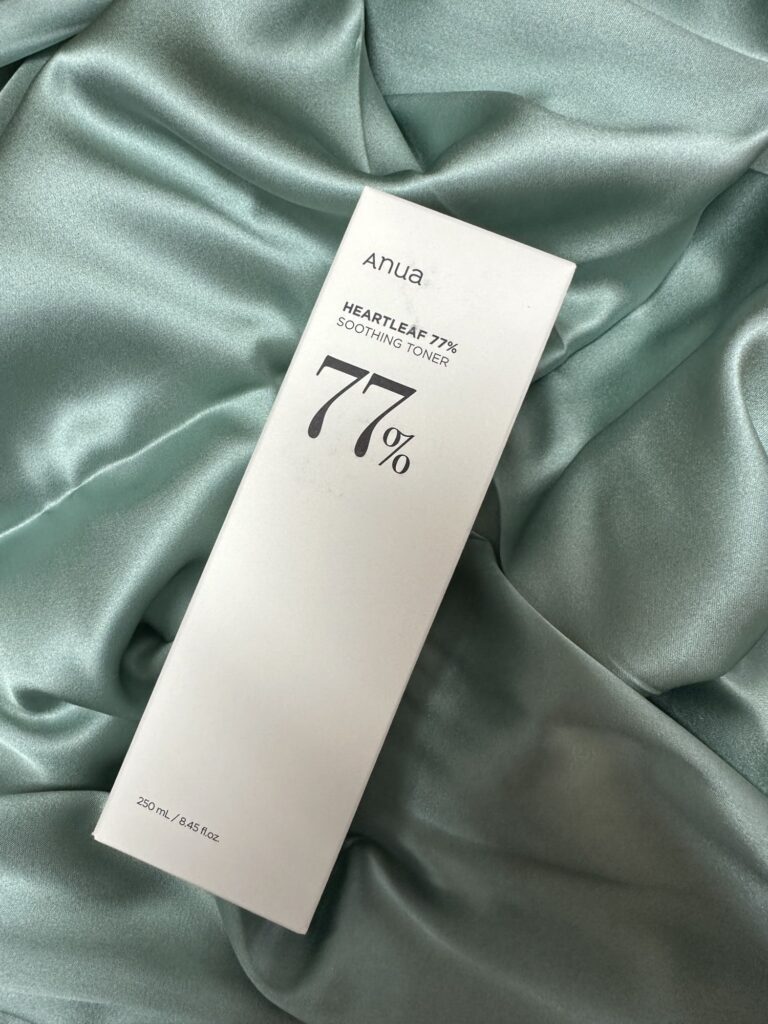 Anua
HEARTLEAF 77%
SOOTHING TONER
77%
250 mL / 8.45 fl.oz.